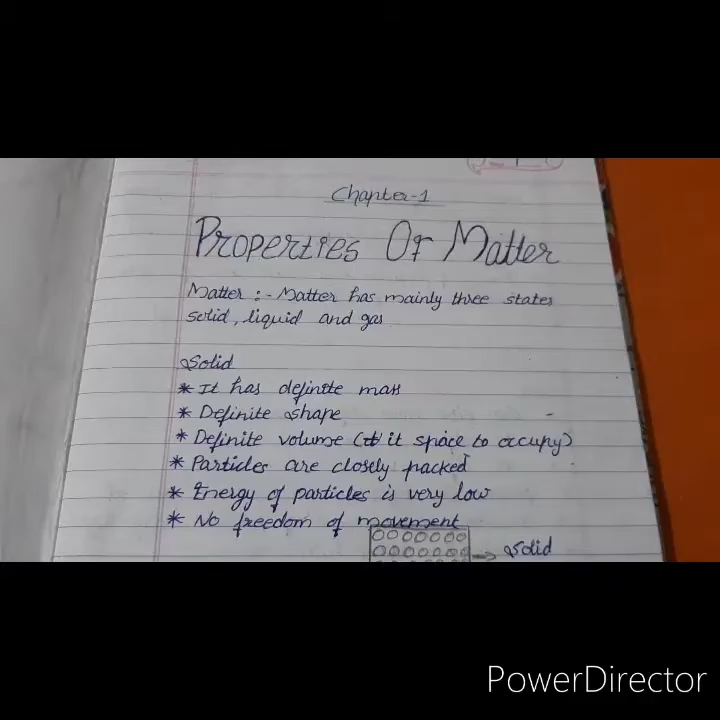 Chapter-1
Properties Of Matter
Matter :- Matter has mainly three states
solid, liquid and gas
Solid
* It has definite mass
* Definite shape
* Definite volume (it space to occupy)
* Particles are closely packed
* Energy of particles is very low
* No freedom of movement
→ Solid
PowerDirector